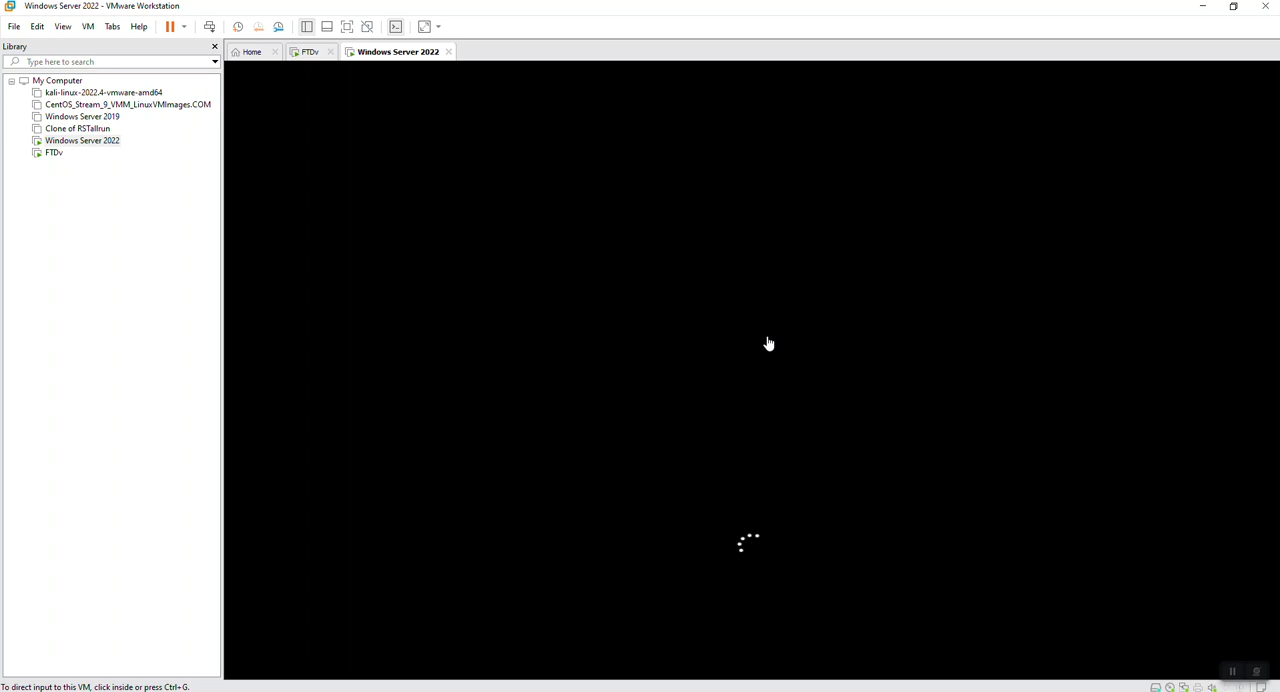 Windows Server 2022 - VMware Workstation
File Edit View VM Tabs Help
Library
Home FTDv Windows Server 2022
Type here to search
My Computer
kali-linux-2022.4-vmware-amd64
CentOS_Stream_9_VMM_LinuxVMImages.COM
Windows Server 2019
Clone of RSTallrun
Windows Server 2022
FTDv
To direct input to this VM, click inside or press Ctrl+G.